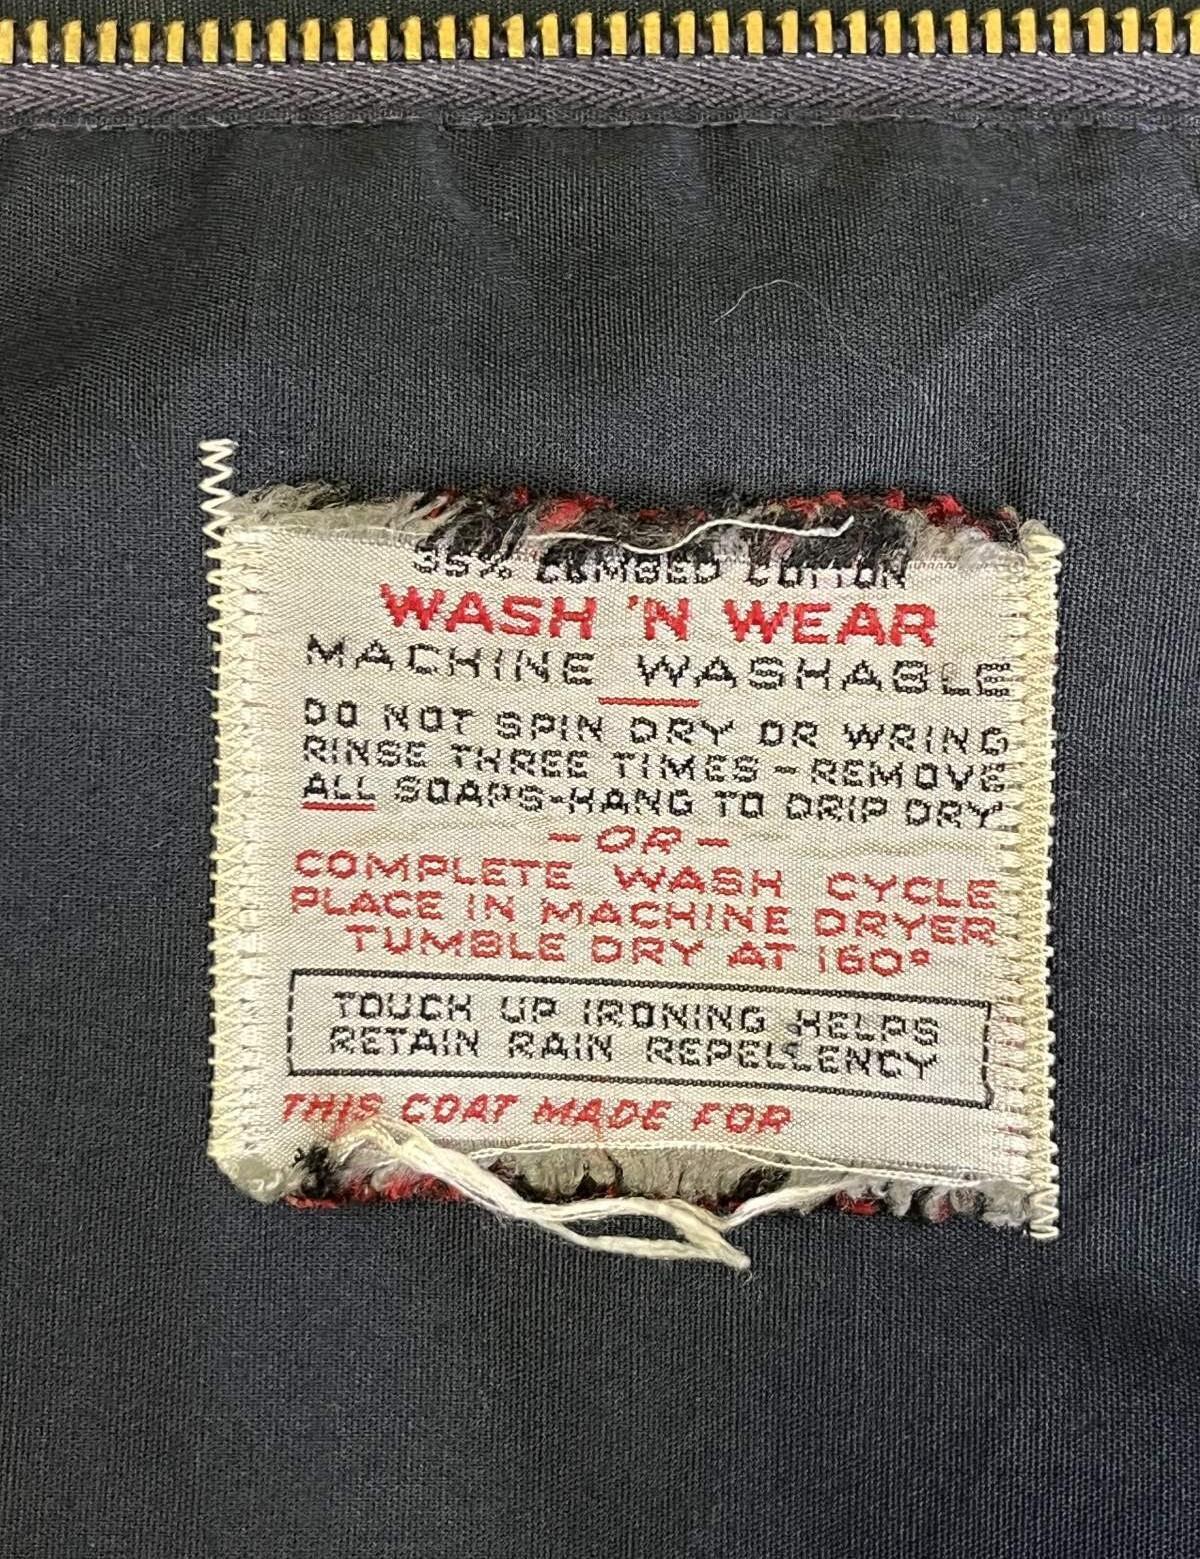 35% COMBED COTTON
WASH 'N WEAR
MACHINE WASHABLE
DO NOT SPIN DRY OR WRING
RINSE THREE TIMES - REMOVE
ALL SOAPS-HANG TO DRIP DRY
- OR -
COMPLETE WASH CYCLE
PLACE IN MACHINE DRYER
TUMBLE DRY AT 160°
TOUCH UP IRONING HELPS
RETAIN RAIN REPELLENCY
THIS COAT MADE FOR